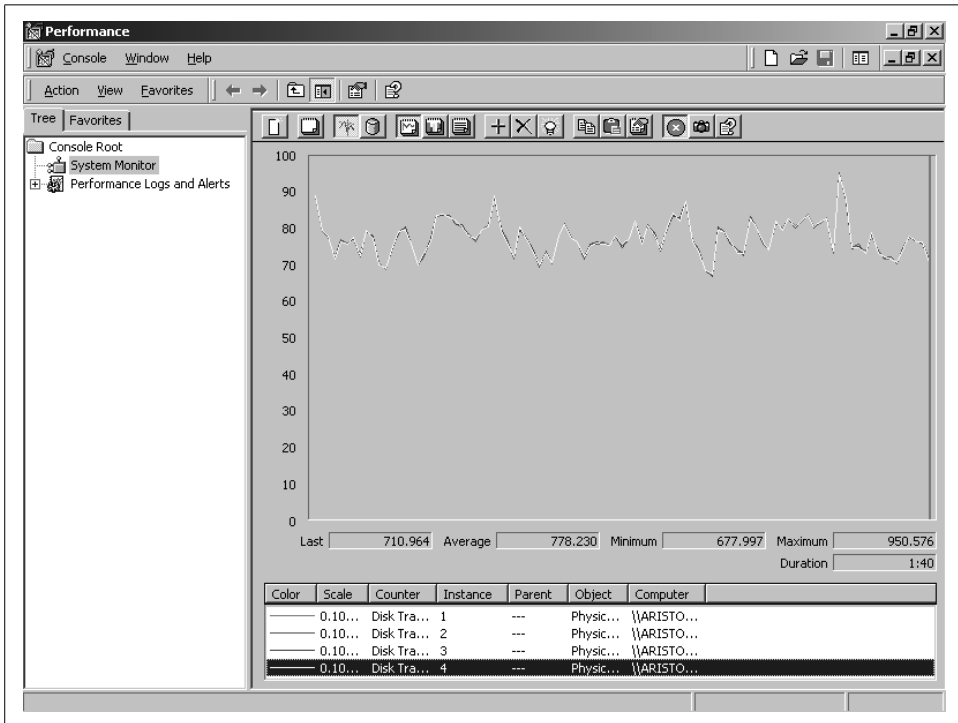 Performance
Console Window Help
Action View Favorites
Tree Favorites
Console Root
System Monitor
Performance Logs and Alerts
100
90
80
70
60
50
40
30
20
10
0
Last 710.964 Average 778.230 Minimum 677.997 Maximum 950.576
Duration 1:40
Color Scale Counter Instance Parent Object Computer
0.10... Disk Tra... 1 --- Physic... \\ARISTO...
0.10... Disk Tra... 2 --- Physic... \\ARISTO...
0.10... Disk Tra... 3 --- Physic... \\ARISTO...
0.10... Disk Tra... 4 --- Physic... \\ARISTO...